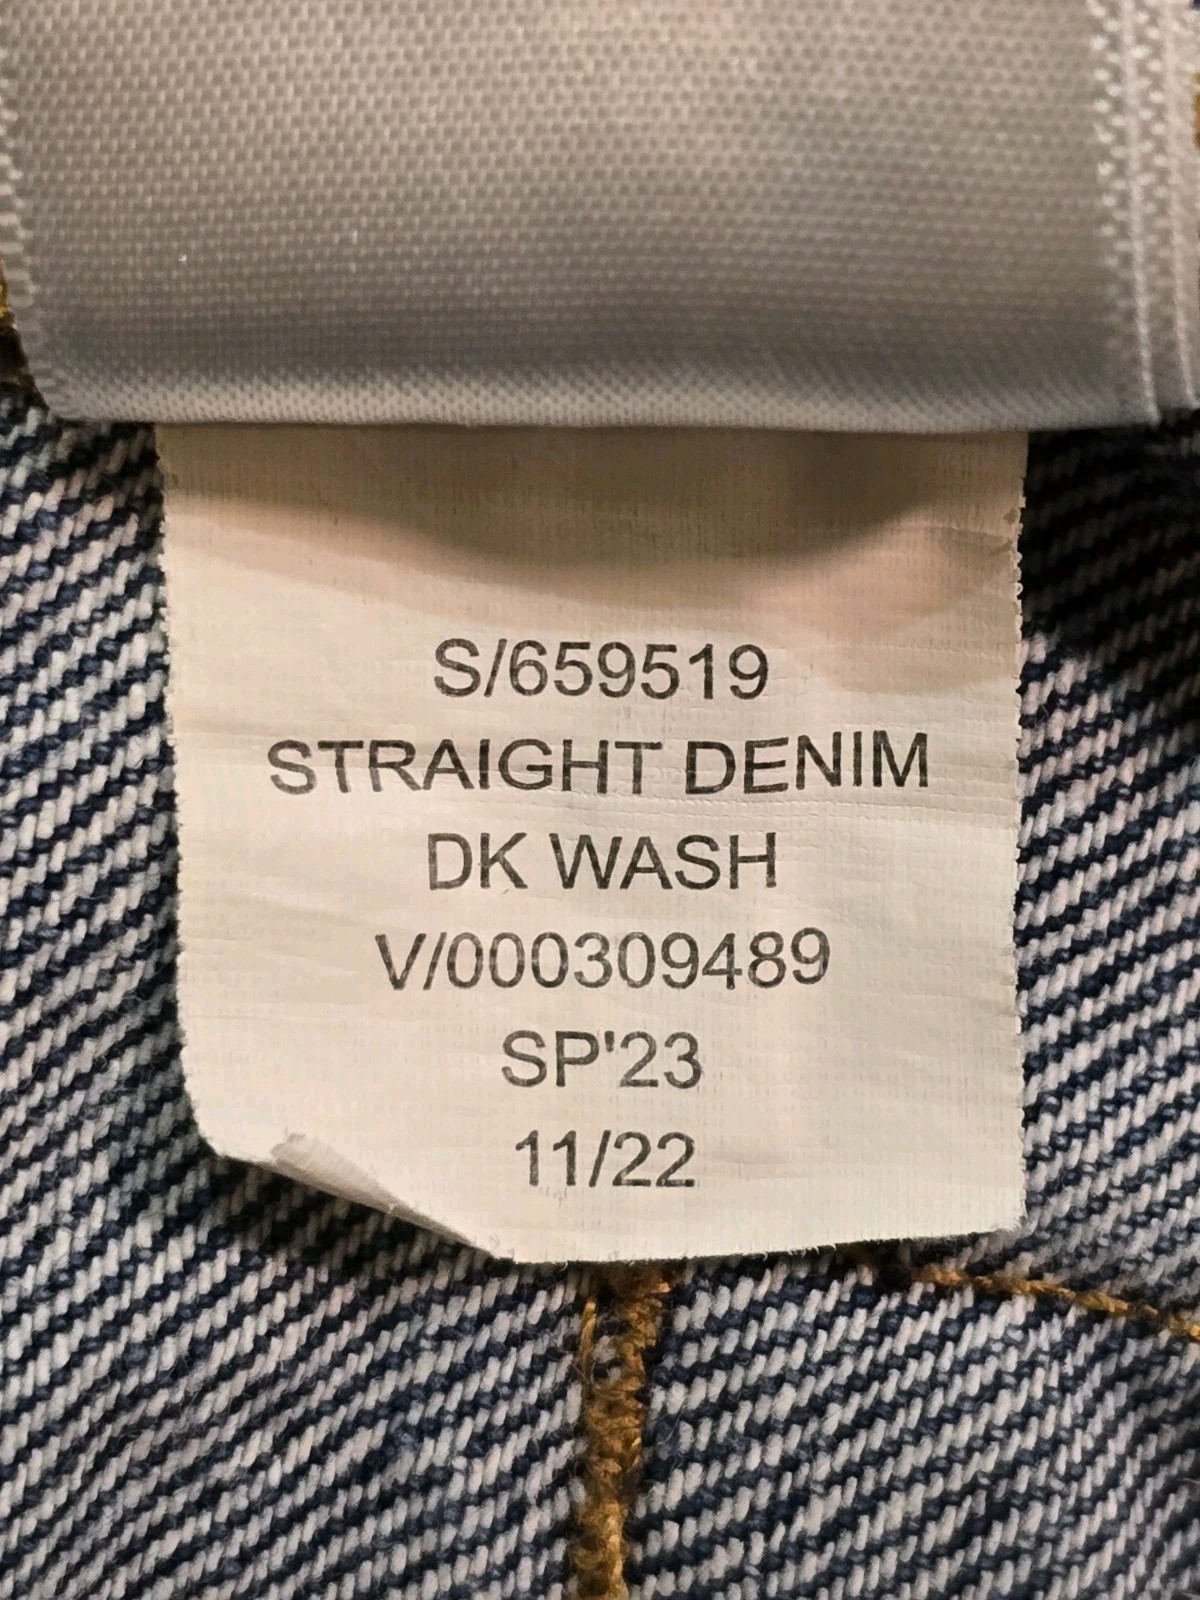 S/659519
STRAIGHT DENIM
DK WASH
V/000309489
SP'23
11/22